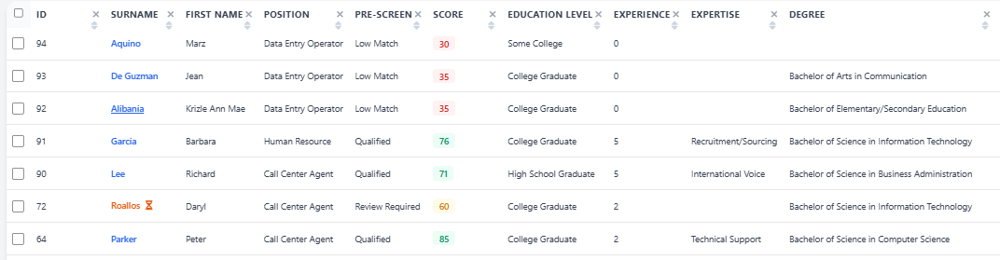 ID SURNAME FIRST NAME POSITION PRE-SCREEN SCORE EDUCATION LEVEL EXPERIENCE EXPERTISE DEGREE
94 Aquino Marz Data Entry Operator Low Match 30 Some College 0
93 De Guzman Jean Data Entry Operator Low Match 35 College Graduate 0 Bachelor of Arts in Communication
92 Alibania Krizle Ann Mae Data Entry Operator Low Match 35 College Graduate 0 Bachelor of Elementary/Secondary Education
91 Garcia Barbara Human Resource Qualified 76 College Graduate 5 Recruitment/Sourcing Bachelor of Science in Information Technology
90 Lee Richard Call Center Agent Qualified 71 High School Graduate 5 International Voice Bachelor of Science in Business Administration
72 Roallos Daryl Call Center Agent Review Required 60 College Graduate 2 Bachelor of Science in Information Technology
64 Parker Peter Call Center Agent Qualified 85 College Graduate 2 Technical Support Bachelor of Science in Computer Science